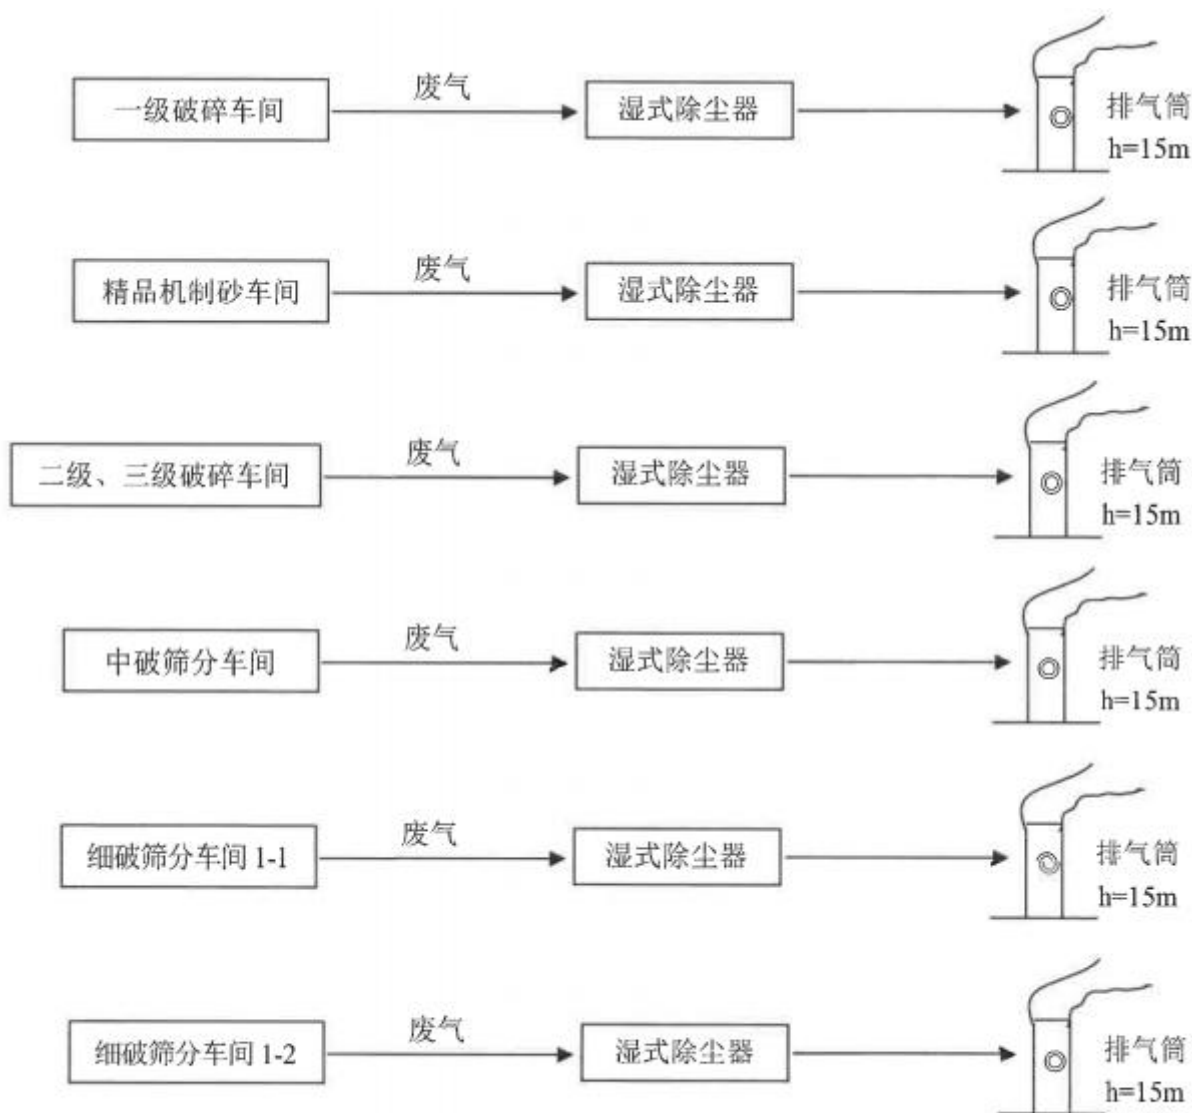 废气
一级破碎车间
湿式除尘器
排气筒
h=15m
废气
精品机制砂车间
湿式除尘器
排气筒
h=15m
废气
二级、三级破碎车间
湿式除尘器
排气筒
h=15m
废气
中破筛分车间
湿式除尘器
排气筒
h=15m
废气
细破筛分车间 1-1
湿式除尘器
排气筒
h=15m
废气
细破筛分车间 1-2
湿式除尘器
排气筒
h=15m